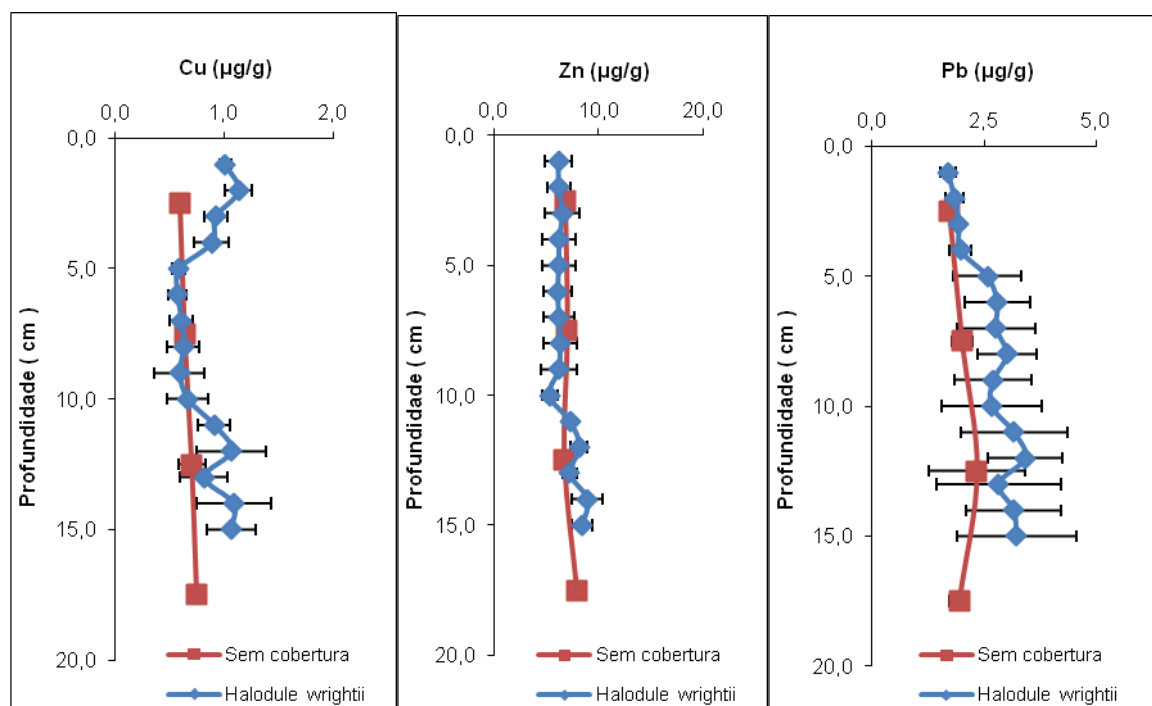 Cu (µg/g)
0,0 1,0 2,0
0,0
5,0
10,0
15,0
20,0
Profundidade ( cm )
Sem cobertura
Halodule wrightii
Zn (µg/g)
0,0 10,0 20,0
0,0
5,0
10,0
15,0
20,0
Profundidade ( cm )
Sem cobertura
Halodule wrightii
Pb (µg/g)
0,0 2,5 5,0
0,0
5,0
10,0
15,0
20,0
Profundidade ( cm )
Sem cobertura
Halodule wrightii